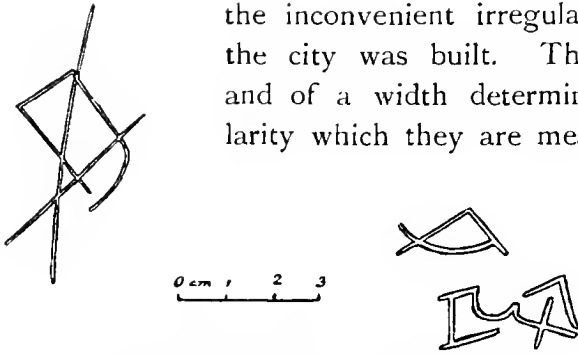 the inconvenient irregula
the city was built. Th
and of a width determin
larity which they are me
0 cm 1 2 3